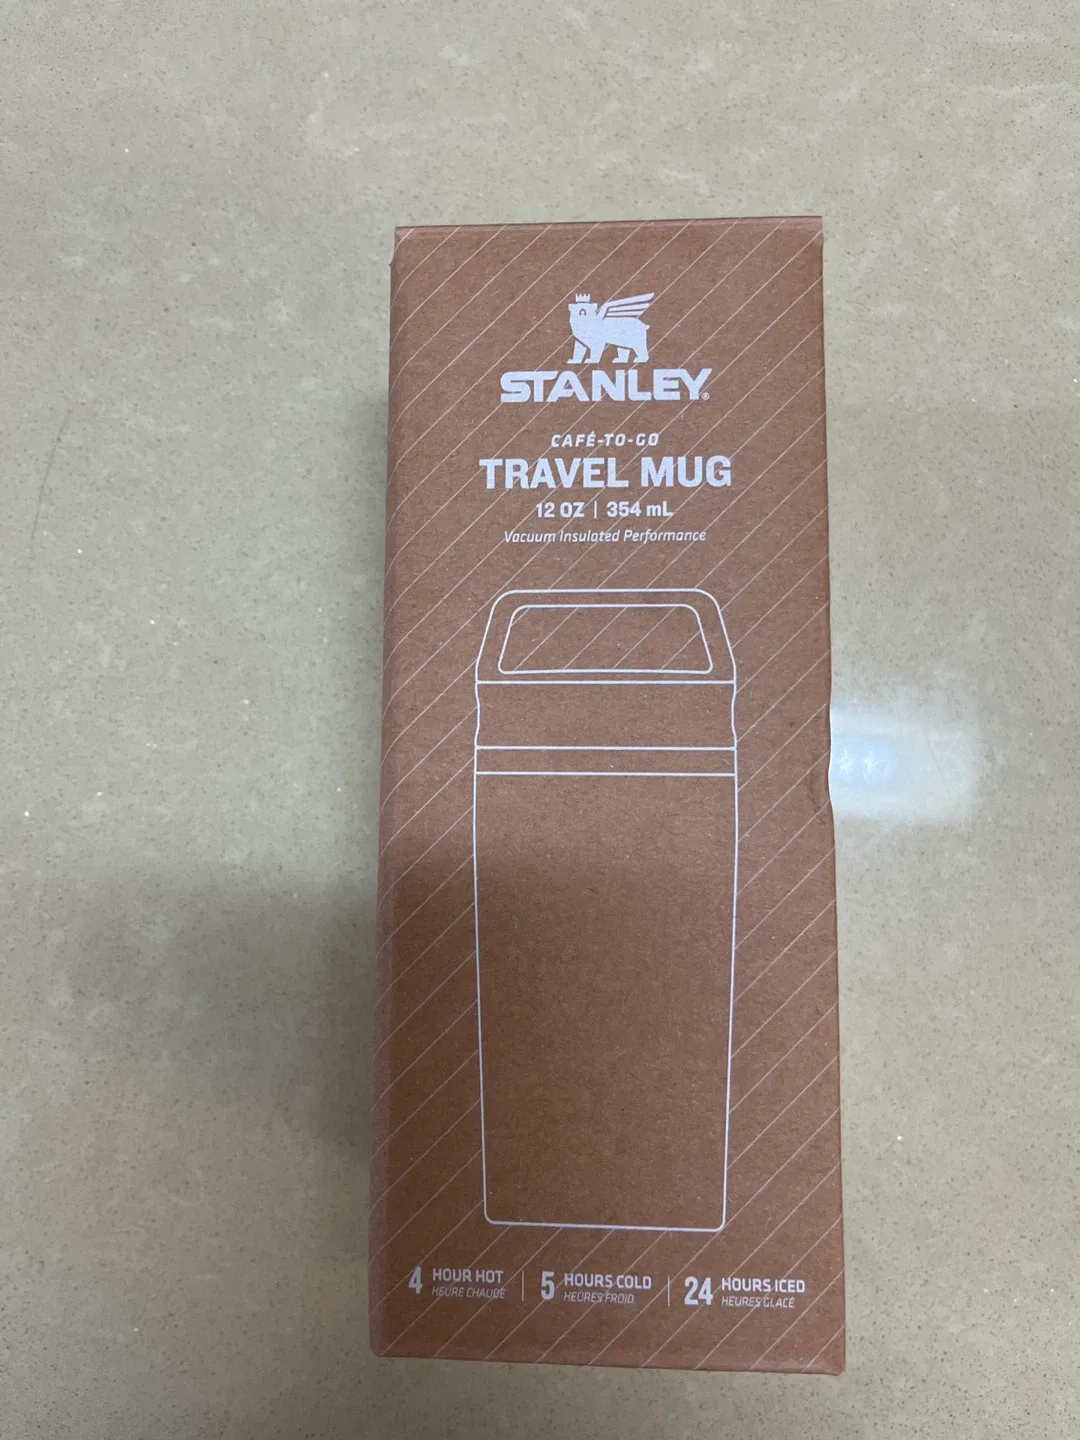 STANLEY®
CAFÉ-TO-GO
TRAVEL MUG
12 OZ | 354 mL
Vacuum Insulated Performance
4 HOUR HOT
HEURE CHAUDE
5 HOURS COLD
HEURES FROID
24 HOURS ICED
HEURES GLACÉ